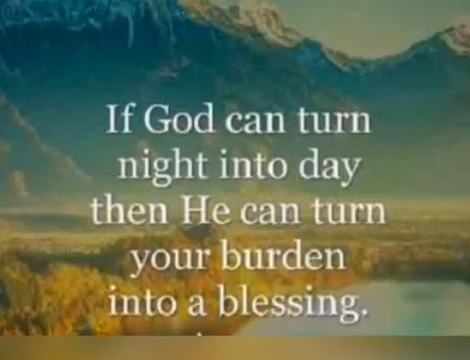 If God can turn
night into day
then He can turn
your burden
into a blessing.